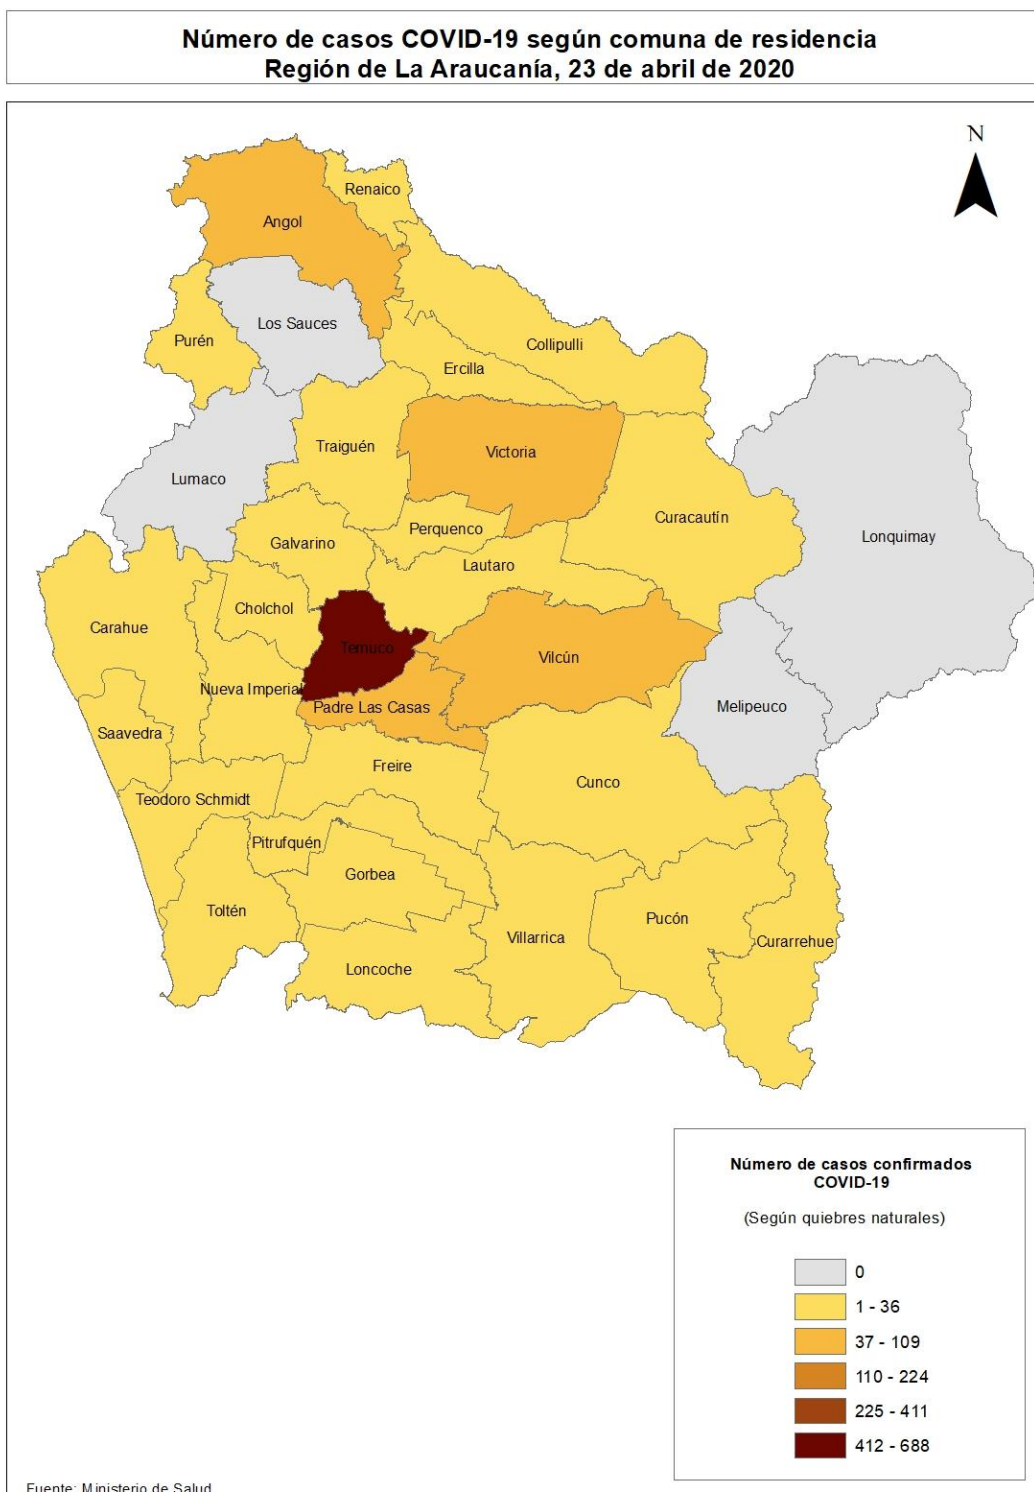 Número de casos COVID-19 según comuna de residencia
Región de La Araucanía, 23 de abril de 2020
N
Renaico
Angol
Los Sauces
Purén
Collipulli
Ercilla
Traiguén
Victoria
Lumaco
Curacautín
Perquenco
Lonquimay
Galvarino
Lautaro
Cholchol
Carahue
Temuco
Vilcún
Nueva Imperial
Padre Las Casas
Melipeuco
Saavedra
Freire
Cunco
Teodoro Schmidt
Pitrufquén
Gorbea
Toltén
Pucón
Villarrica
Curarrehue
Loncoche
Número de casos confirmados
COVID-19
(Según quiebres naturales)
0
1 - 36
37 - 109
110 - 224
225 - 411
412 - 688
Fuente: Ministerio de Salud